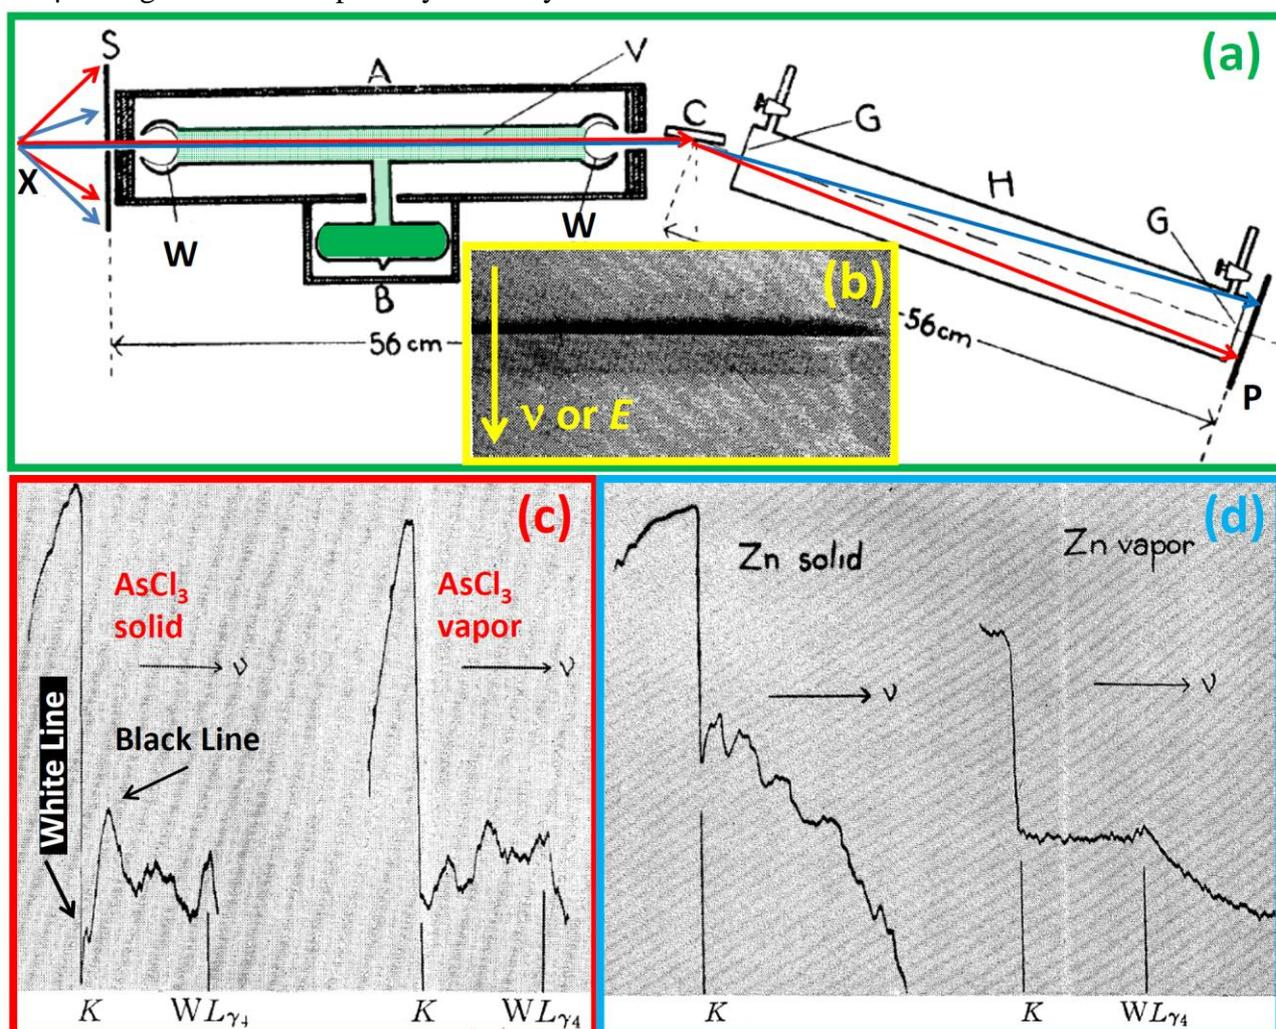 S
A
V
(a)
C
G
H
X
W
W
G
B
(b)
56 cm
56cm
P
ν or E
(c)
(d)
AsCl₃
solid
AsCl₃
vapor
Zn solid
Zn vapor
ν
ν
ν
ν
White Line
Black Line
K
WLγ₄
K
WLγ₄
K
K
WLγ₄